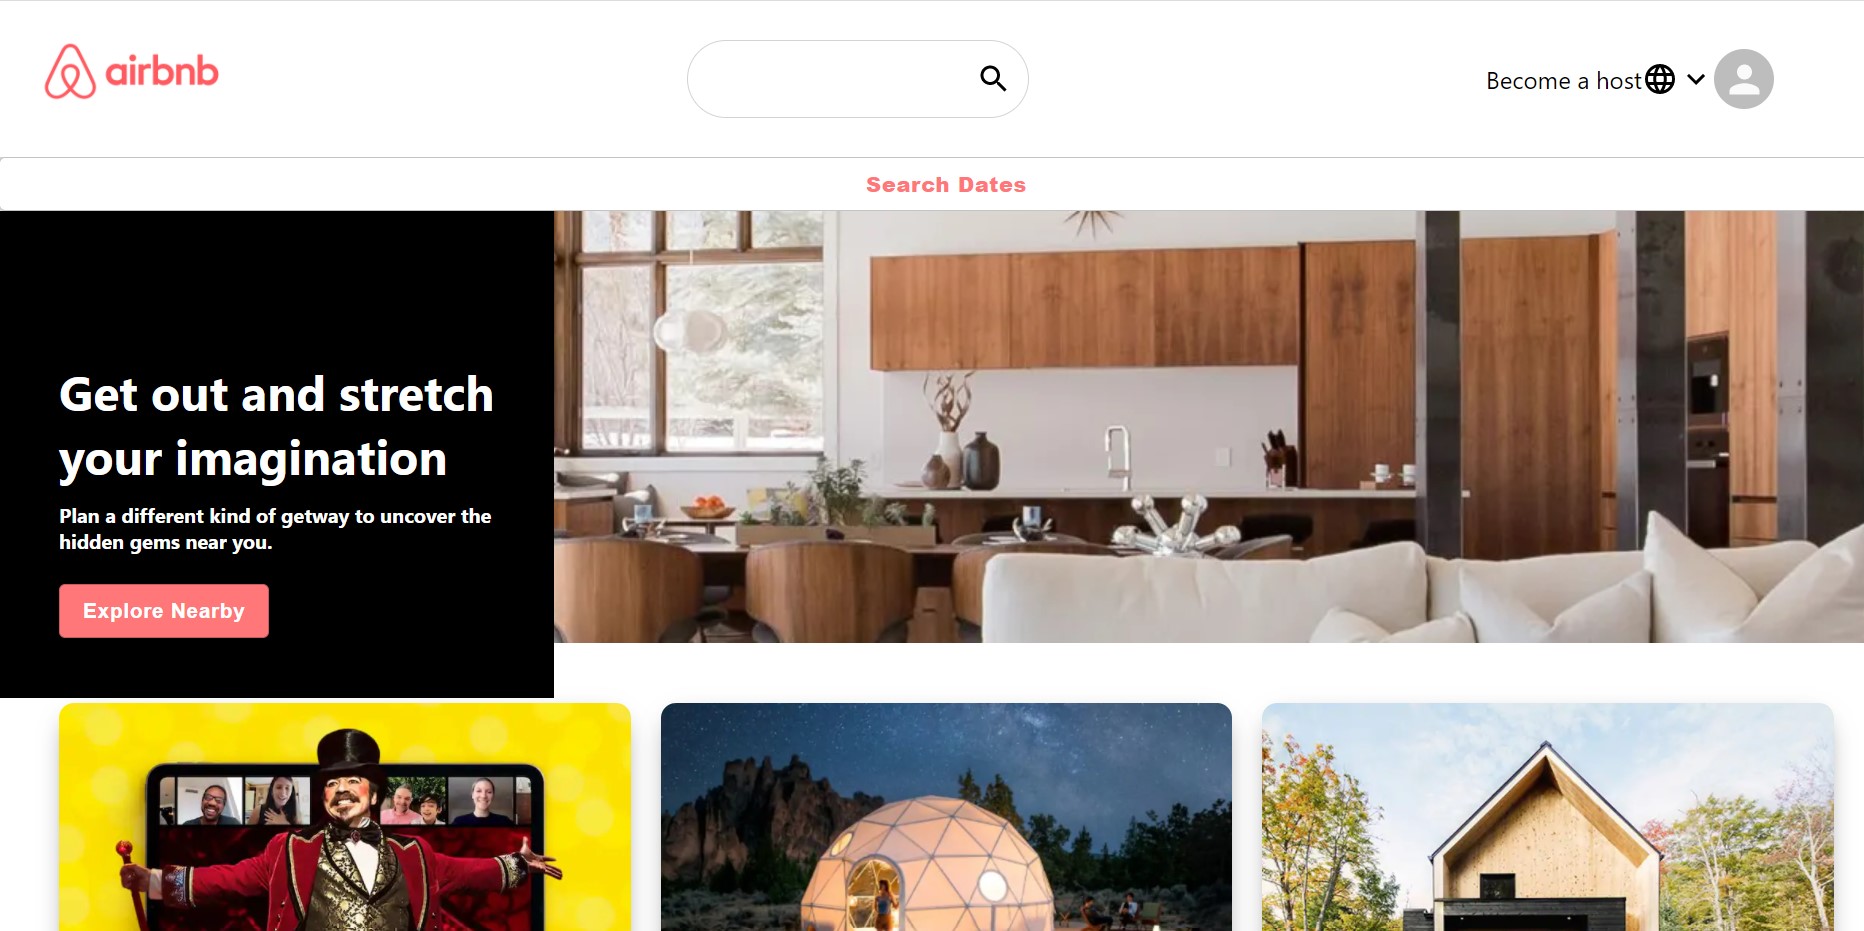 airbnb
Become a host
Search Dates
Get out and stretch
your imagination
Plan a different kind of getway to uncover the
hidden gems near you.
Explore Nearby